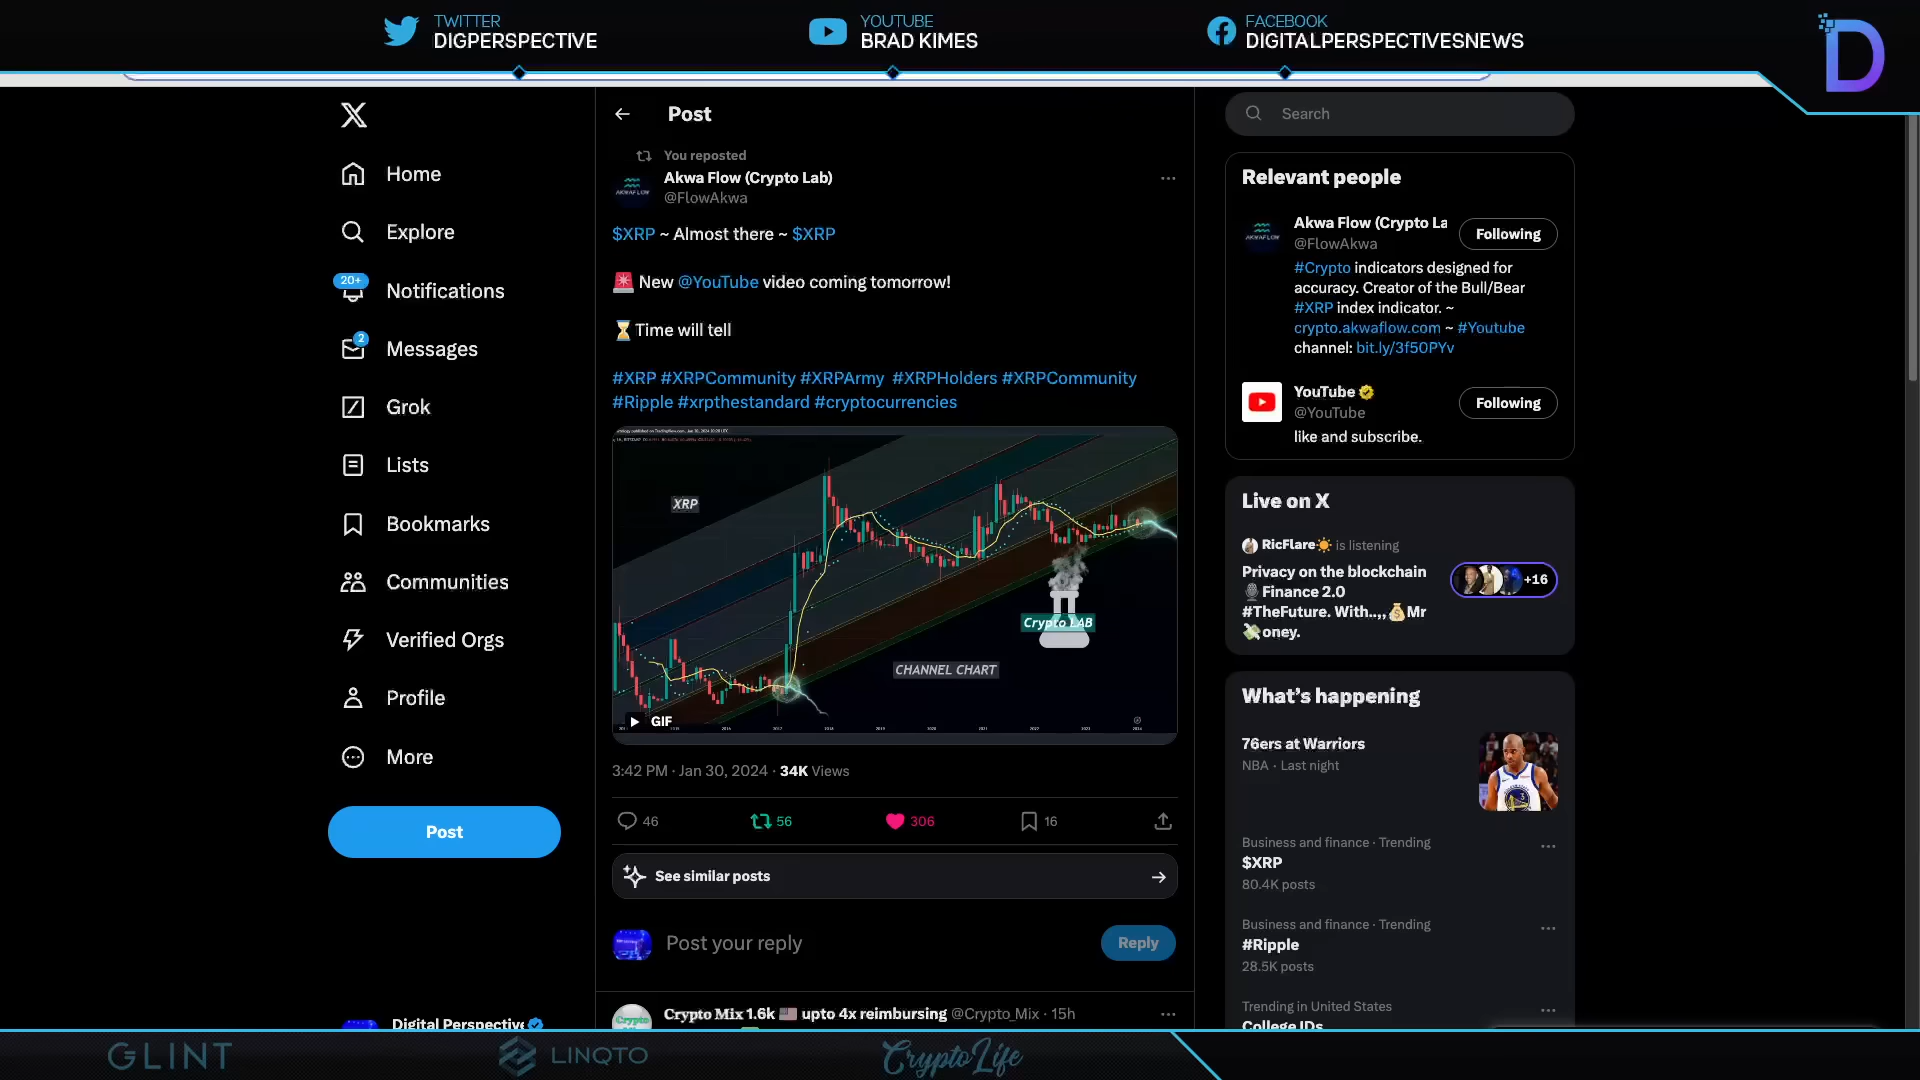 TWITTER
DIGPERSPECTIVE
YOUTUBE
BRAD KIMES
FACEBOOK
DIGITALPERSPECTIVESNEWS
D
Home
Explore
20+
Notifications
2
Messages
Grok
Lists
Bookmarks
Communities
Verified Orgs
Profile
More
Post
Digital Perspective
Post
You reposted
Akwa Flow (Crypto Lab)
@FlowAkwa
$XRP ~ Almost there ~ $XRP
New @YouTube video coming tomorrow!
Time will tell
#XRP #XRPCommunity #XRPArmy #XRPHolders #XRPCommunity
#Ripple #xrpthestandard #cryptocurrencies
XRP
Crypto LAB
CHANNEL CHART
GIF
3:42 PM · Jan 30, 2024 · 34K Views
46
56
306
16
See similar posts
Post your reply
Reply
Crypto Mix 1.6k upto 4x reimbursing @Crypto_Mix · 15h
Search
Relevant people
Akwa Flow (Crypto La
Following
@FlowAkwa
#Crypto indicators designed for
accuracy. Creator of the Bull/Bear
#XRP index indicator. ~
crypto.akwaflow.com ~ #Youtube
channel: bit.ly/3f50PYv
YouTube
Following
@YouTube
like and subscribe.
Live on X
RicFlare is listening
Privacy on the blockchain
Finance 2.0
#TheFuture. With..,, Mr
oney.
+16
What's happening
76ers at Warriors
NBA · Last night
Business and finance · Trending
$XRP
80.4K posts
Business and finance · Trending
#Ripple
28.5K posts
Trending in United States
College IDs
GLINT
LINQTO
CryptoLife